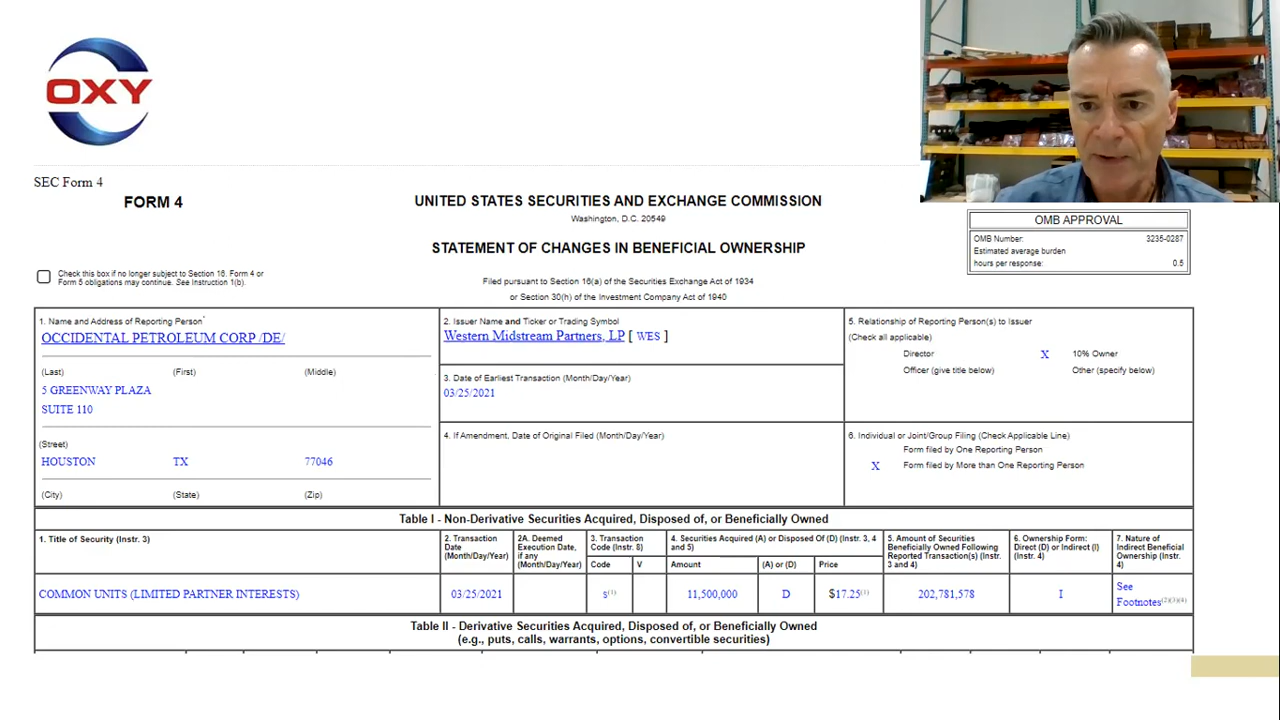 OXY
SEC Form 4
FORM 4
UNITED STATES SECURITIES AND EXCHANGE COMMISSION
Washington, D.C. 20549
STATEMENT OF CHANGES IN BENEFICIAL OWNERSHIP
Filed pursuant to Section 16(a) of the Securities Exchange Act of 1934
or Section 30(h) of the Investment Company Act of 1940
OMB APPROVAL
OMB Number: 3235-0287
Estimated average burden
hours per response: 0.5
Check this box if no longer subject to Section 16. Form 4 or
Form 5 obligations may continue. See Instruction 1(b).
1. Name and Address of Reporting Person*
OCCIDENTAL PETROLEUM CORP /DE/
(Last) (First) (Middle)
5 GREENWAY PLAZA
SUITE 110
(Street)
HOUSTON TX 77046
(City) (State) (Zip)
2. Issuer Name and Ticker or Trading Symbol
Western Midstream Partners, LP [ WES ]
3. Date of Earliest Transaction (Month/Day/Year)
03/25/2021
4. If Amendment, Date of Original Filed (Month/Day/Year)
5. Relationship of Reporting Person(s) to Issuer
(Check all applicable)
Director X 10% Owner
Officer (give title below) Other (specify below)
6. Individual or Joint/Group Filing (Check Applicable Line)
Form filed by One Reporting Person
X Form filed by More than One Reporting Person
Table I - Non-Derivative Securities Acquired, Disposed of, or Beneficially Owned
1. Title of Security (Instr. 3)
2. Transaction
Date
(Month/Day/Year)
2A. Deemed
Execution Date,
if any
(Month/Day/Year)
3. Transaction
Code (Instr. 8)
Code V
4. Securities Acquired (A) or Disposed Of (D) (Instr. 3, 4
and 5)
Amount (A) or (D) Price
5. Amount of Securities
Beneficially Owned Following
Reported Transaction(s) (Instr.
3 and 4)
6. Ownership Form:
Direct (D) or Indirect (I)
(Instr. 4)
7. Nature of
Indirect Beneficial
Ownership (Instr.
4)
COMMON UNITS (LIMITED PARTNER INTERESTS) 03/25/2021 S(1) 11,500,000 D $17.25(1) 202,781,578 I See
Footnotes(2)(3)(4)
Table II - Derivative Securities Acquired, Disposed of, or Beneficially Owned
(e.g., puts, calls, warrants, options, convertible securities)